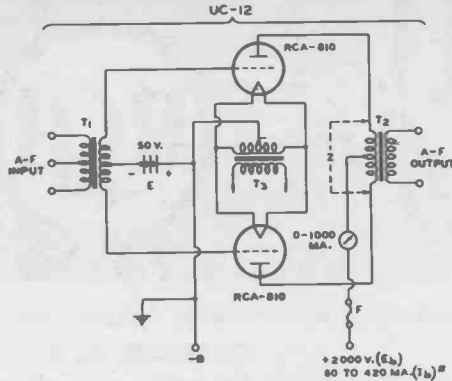 UC-12
RCA-810
T1
T2
50 V.
A-F
INPUT
- E +
T3
Z
A-F
OUTPUT
0-1000
MA.
RCA-810
F
-B
+2000 V.(Eb)
60 TO 420 MA.(Ib)#